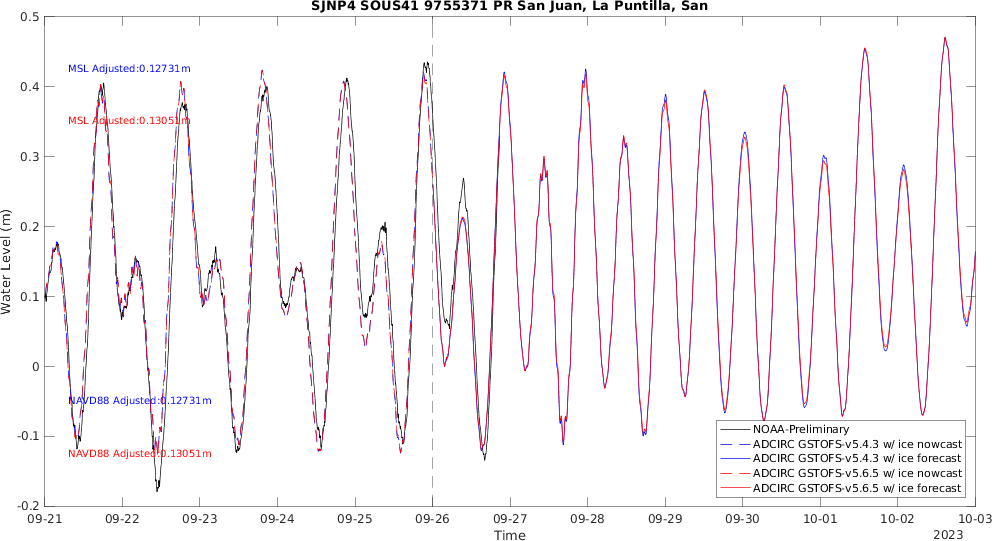 SJNP4 SOUS41 9755371 PR San Juan, La Puntilla, San
0.5
0.4
0.3
0.2
0.1
0
-0.1
-0.2
Water Level (m)
MSL Adjusted:0.12731m
MSL Adjusted:0.13051m
NAVD88 Adjusted:0.12731m
NAVD88 Adjusted:0.13051m
NOAA-Preliminary
ADCIRC GSTOFS-v5.4.3 w/ ice nowcast
ADCIRC GSTOFS-v5.4.3 w/ ice forecast
ADCIRC GSTOFS-v5.6.5 w/ ice nowcast
ADCIRC GSTOFS-v5.6.5 w/ ice forecast
09-21 09-22 09-23 09-24 09-25 09-26 09-27 09-28 09-29 09-30 10-01 10-02 10-03
Time
2023